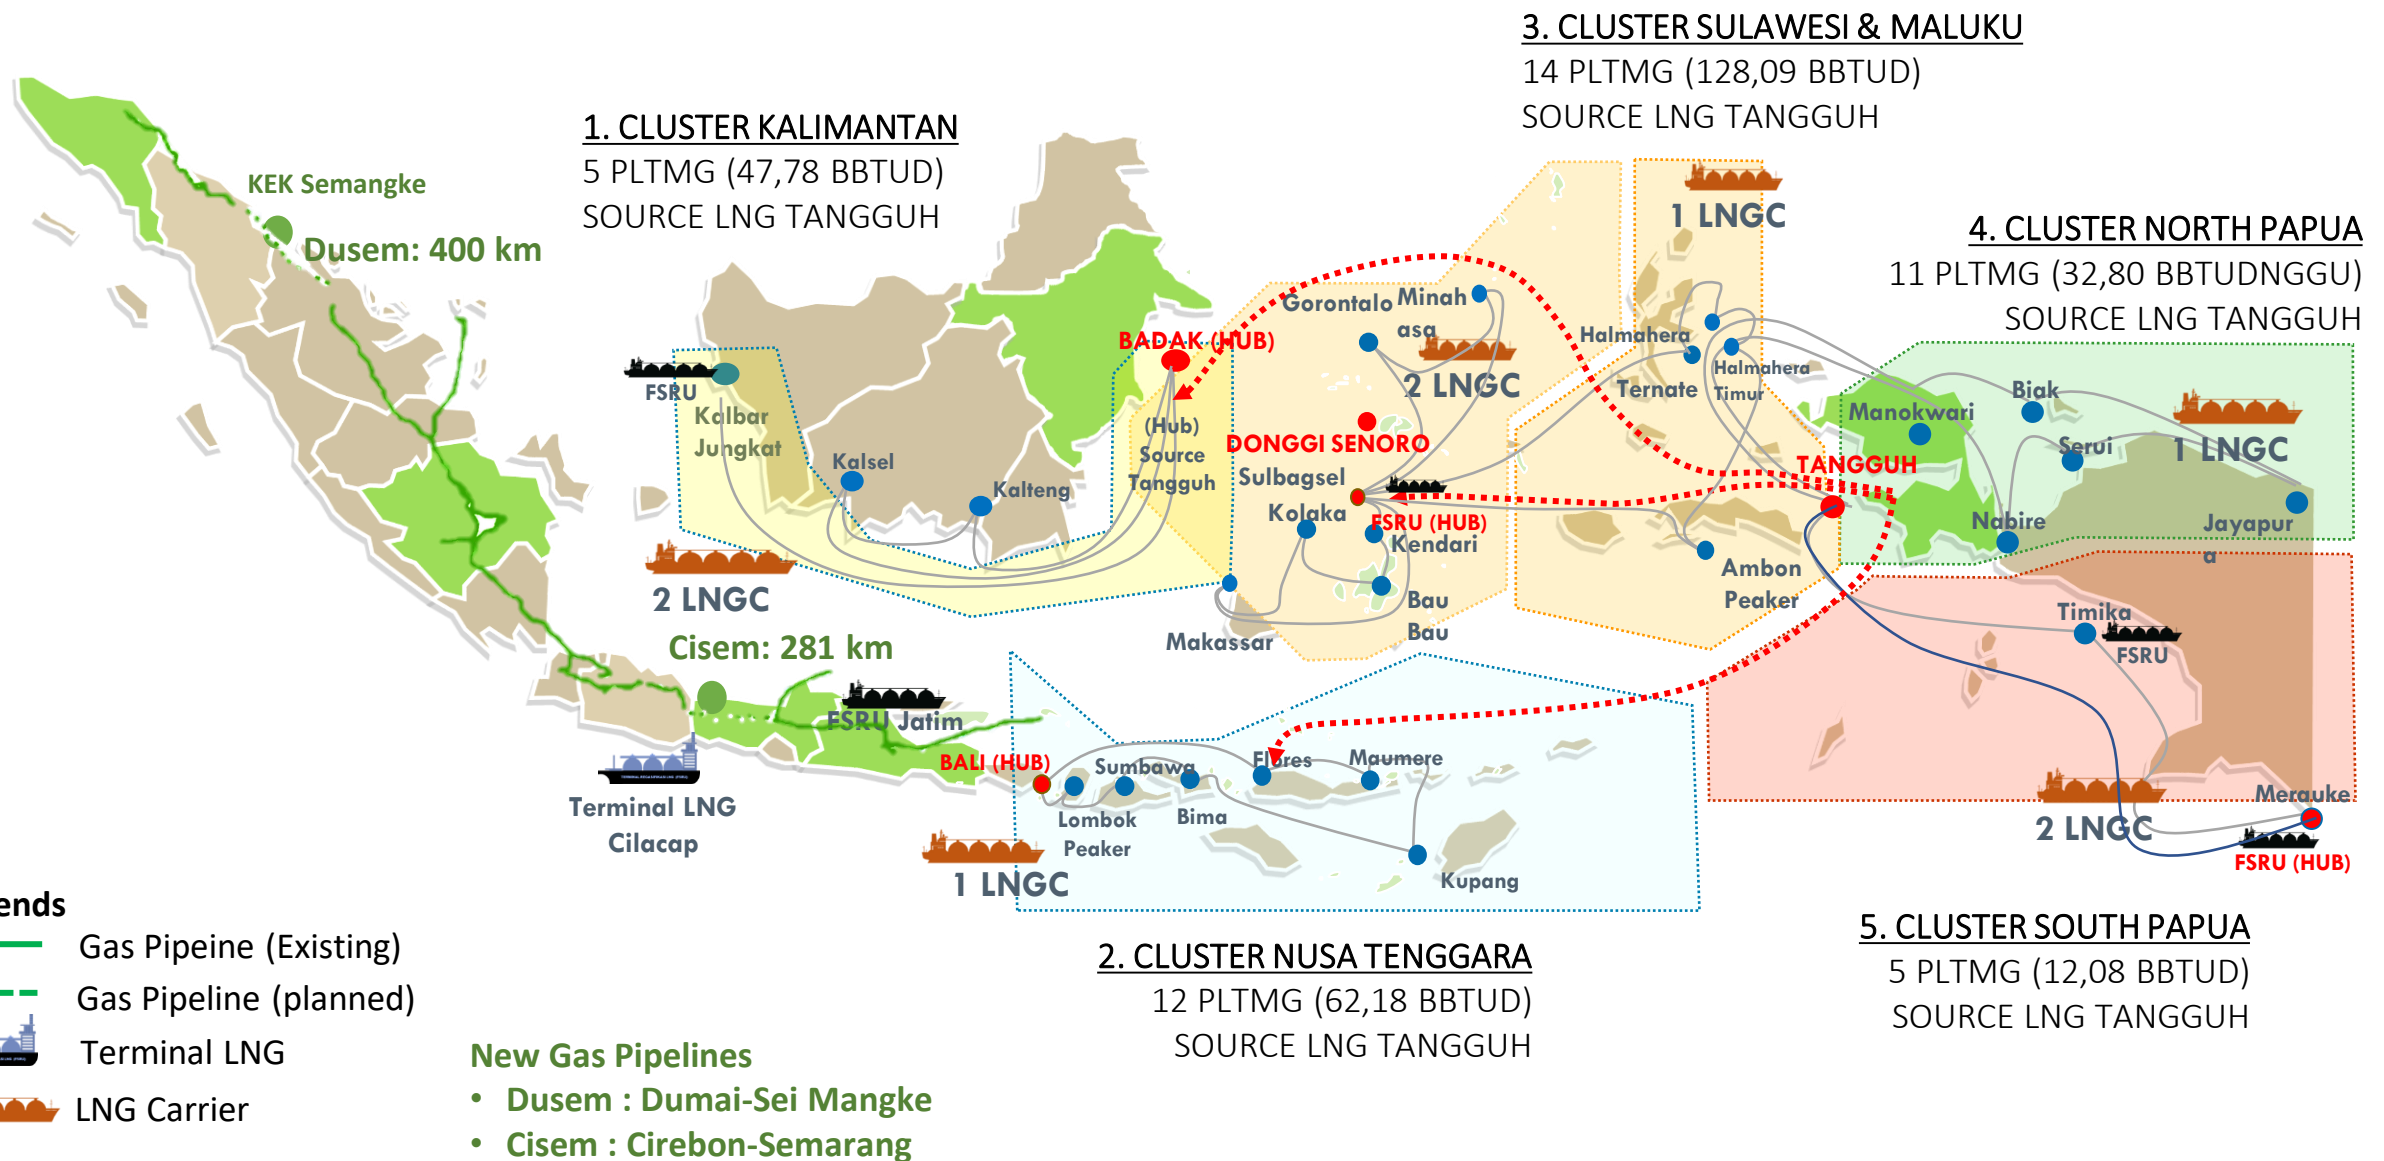 3. CLUSTER SULAWESI & MALUKU
14 PLTMG (128,09 BBTUD)
SOURCE LNG TANGGUH
1. CLUSTER KALIMANTAN
5 PLTMG (47,78 BBTUD)
SOURCE LNG TANGGUH
4. CLUSTER NORTH PAPUA
11 PLTMG (32,80 BBTUDNGGU)
SOURCE LNG TANGGUH
KEK Semangke
Dusem: 400 km
1 LNGC
Gorontalo
Minah
asa
2 LNGC
BADAK (HUB)
FSRU
Kalbar
Jungkat
Kalsel
Kalteng
(Hub)
Source
Tangguh
2 LNGC
DONGGI SENORO
Sulbagsel
Kolaka
FSRU (HUB)
Kendari
Bau
Bau
Makassar
Halmahera
Ternate
Halmahera
Timur
TANGGUH
Ambon
Peaker
Manokwari
Biak
Serui
1 LNGC
Nabire
Jayapur
a
Timika
FSRU
2 LNGC
Merauke
FSRU (HUB)
Cisem: 281 km
FSRU Jatim
Terminal LNG
Cilacap
BALI (HUB)
Sumbawa
Flores
Maumere
Lombok
Peaker
Bima
Kupang
1 LNGC
2. CLUSTER NUSA TENGGARA
12 PLTMG (62,18 BBTUD)
SOURCE LNG TANGGUH
5. CLUSTER SOUTH PAPUA
5 PLTMG (12,08 BBTUD)
SOURCE LNG TANGGUH
ends
Gas Pipeine (Existing)
Gas Pipeline (planned)
Terminal LNG
LNG Carrier
New Gas Pipelines
• Dusem : Dumai-Sei Mangke
• Cisem : Cirebon-Semarang